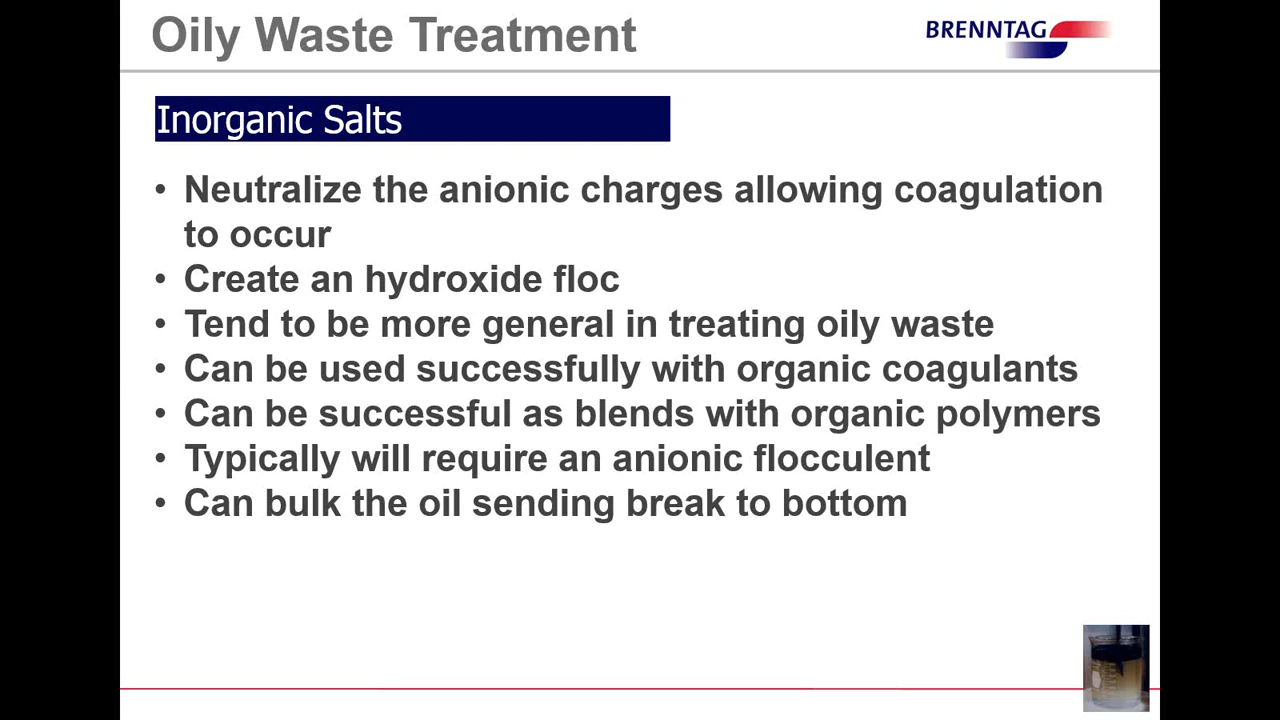 Oily Waste Treatment
BRENNTAG
Inorganic Salts
• Neutralize the anionic charges allowing coagulation
to occur
• Create an hydroxide floc
• Tend to be more general in treating oily waste
• Can be used successfully with organic coagulants
• Can be successful as blends with organic polymers
• Typically will require an anionic flocculent
• Can bulk the oil sending break to bottom